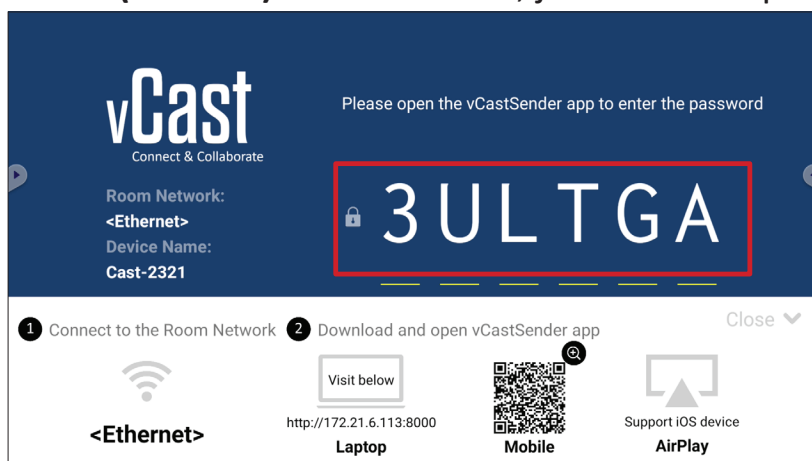 vCast
Connect & Collaborate
Please open the vCastSender app to enter the password
Room Network:
<Ethernet>
Device Name:
Cast-2321
3ULTGA
1 Connect to the Room Network
2 Download and open vCastSender app
Close
<Ethernet>
Visit below
http://172.21.6.113:8000
Laptop
Mobile
Support iOS device
AirPlay